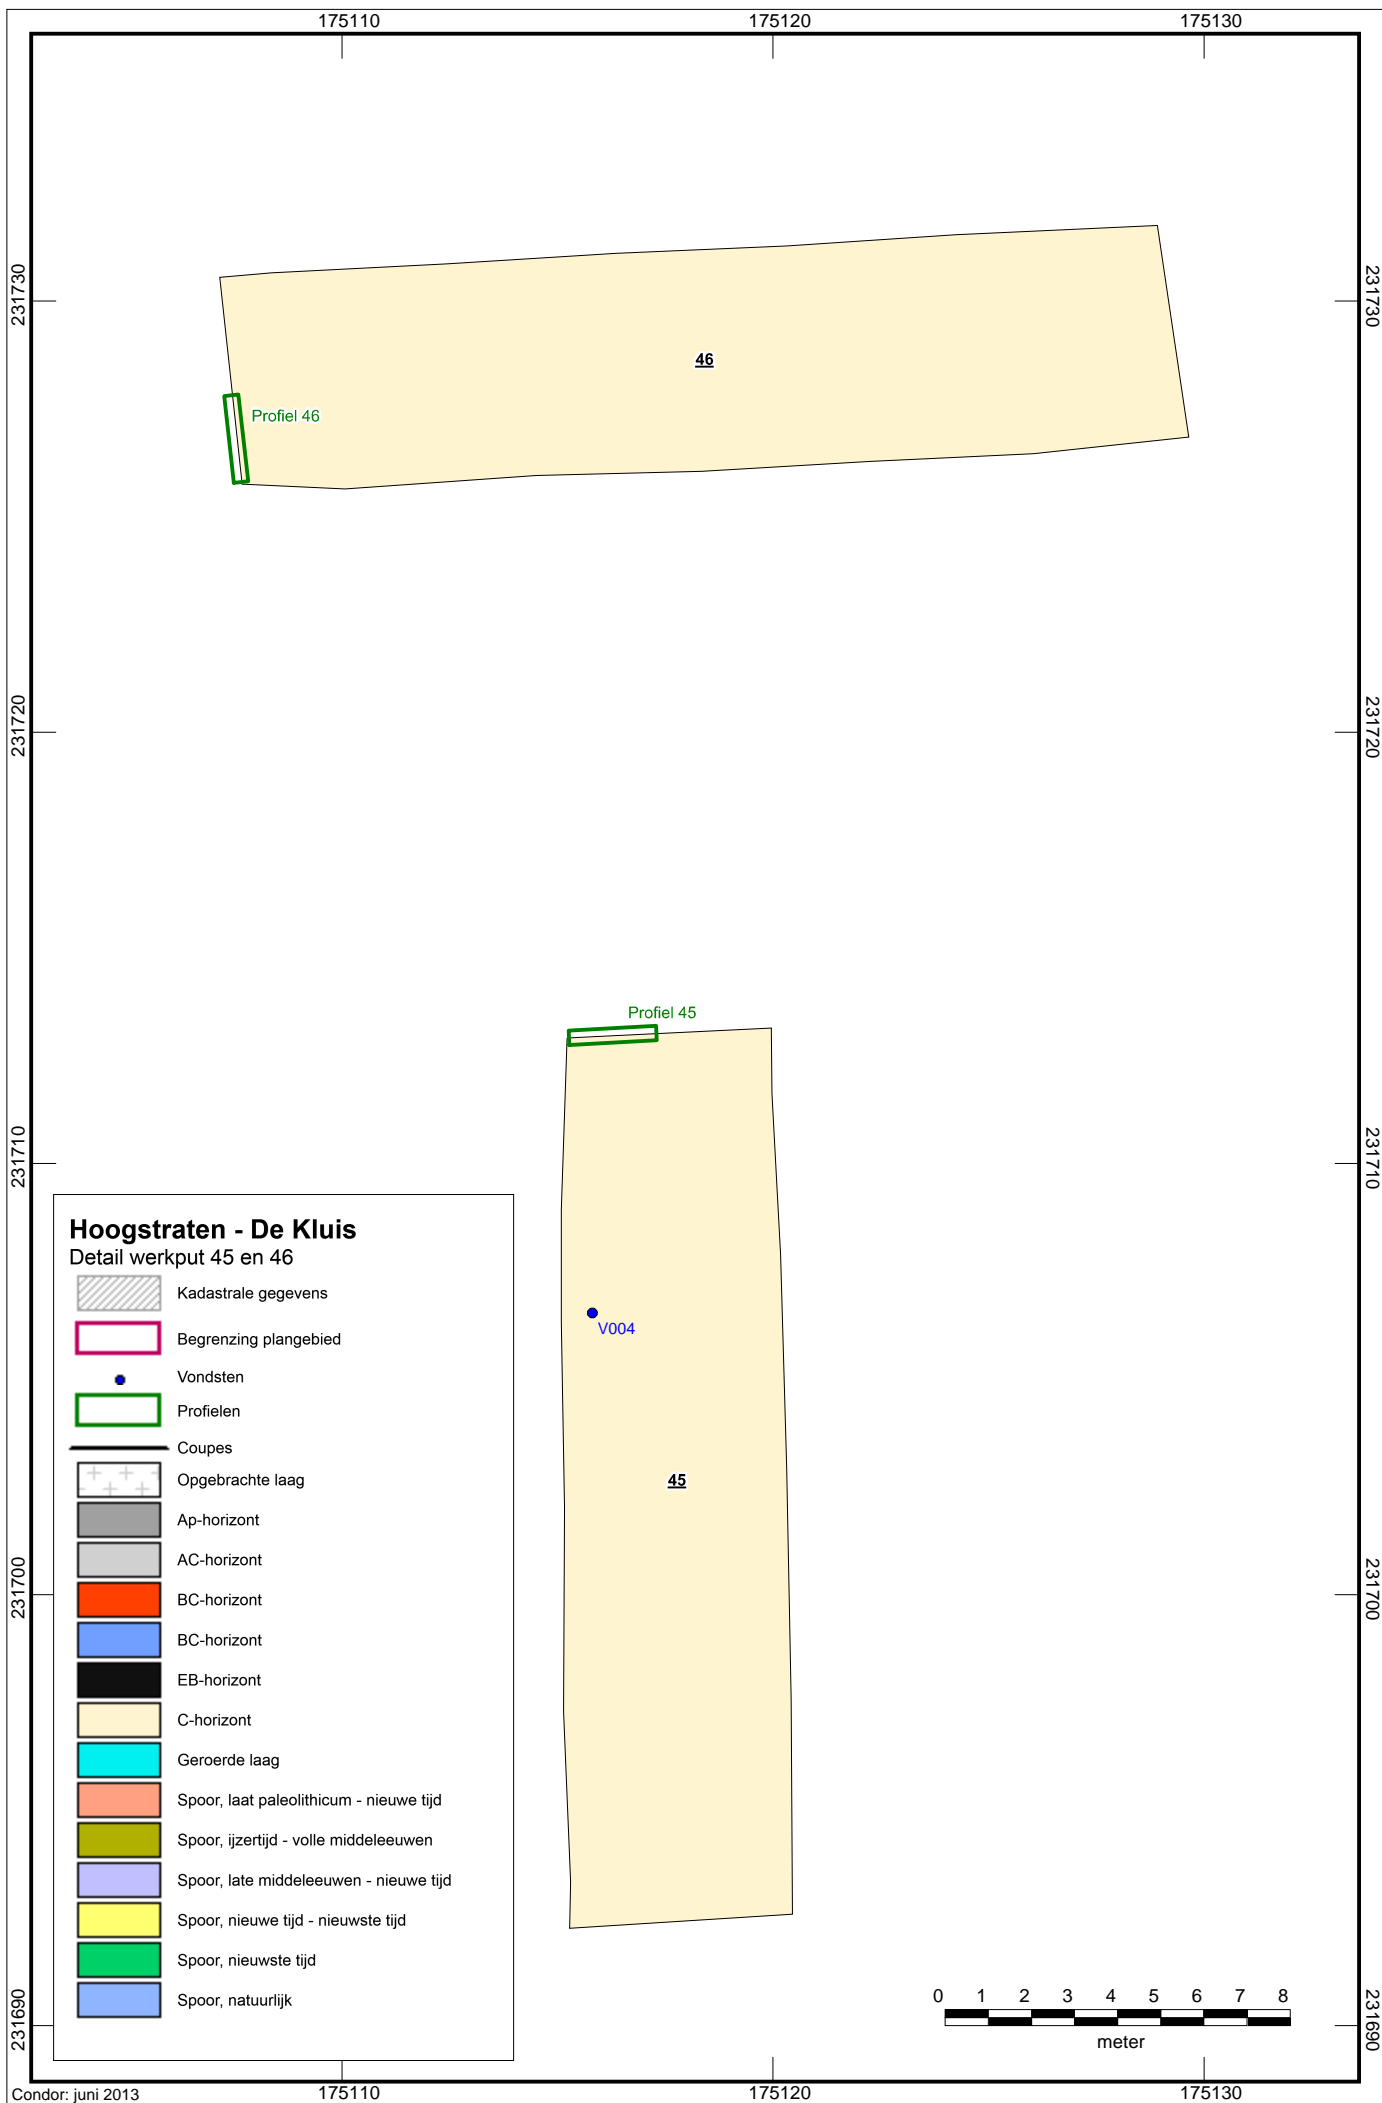 175110 175120 175130
231730 231730
46
Profiel 46
231720 231720
Profiel 45
231710 231710
Hoogstraten - De Kluis
Detail werkput 45 en 46
Kadastrale gegevens
Begrenzing plangebied
Vondsten
Profielen
Coupes
Opgebrachte laag
Ap-horizont
AC-horizont
BC-horizont
BC-horizont
EB-horizont
C-horizont
Geroerde laag
Spoor, laat paleolithicum - nieuwe tijd
Spoor, ijzertijd - volle middeleeuwen
Spoor, late middeleeuwen - nieuwe tijd
Spoor, nieuwe tijd - nieuwste tijd
Spoor, nieuwste tijd
Spoor, natuurlijk
V004
45
231700 231700
231690 231690
0 1 2 3 4 5 6 7 8
meter
Condor: juni 2013
175110 175120 175130